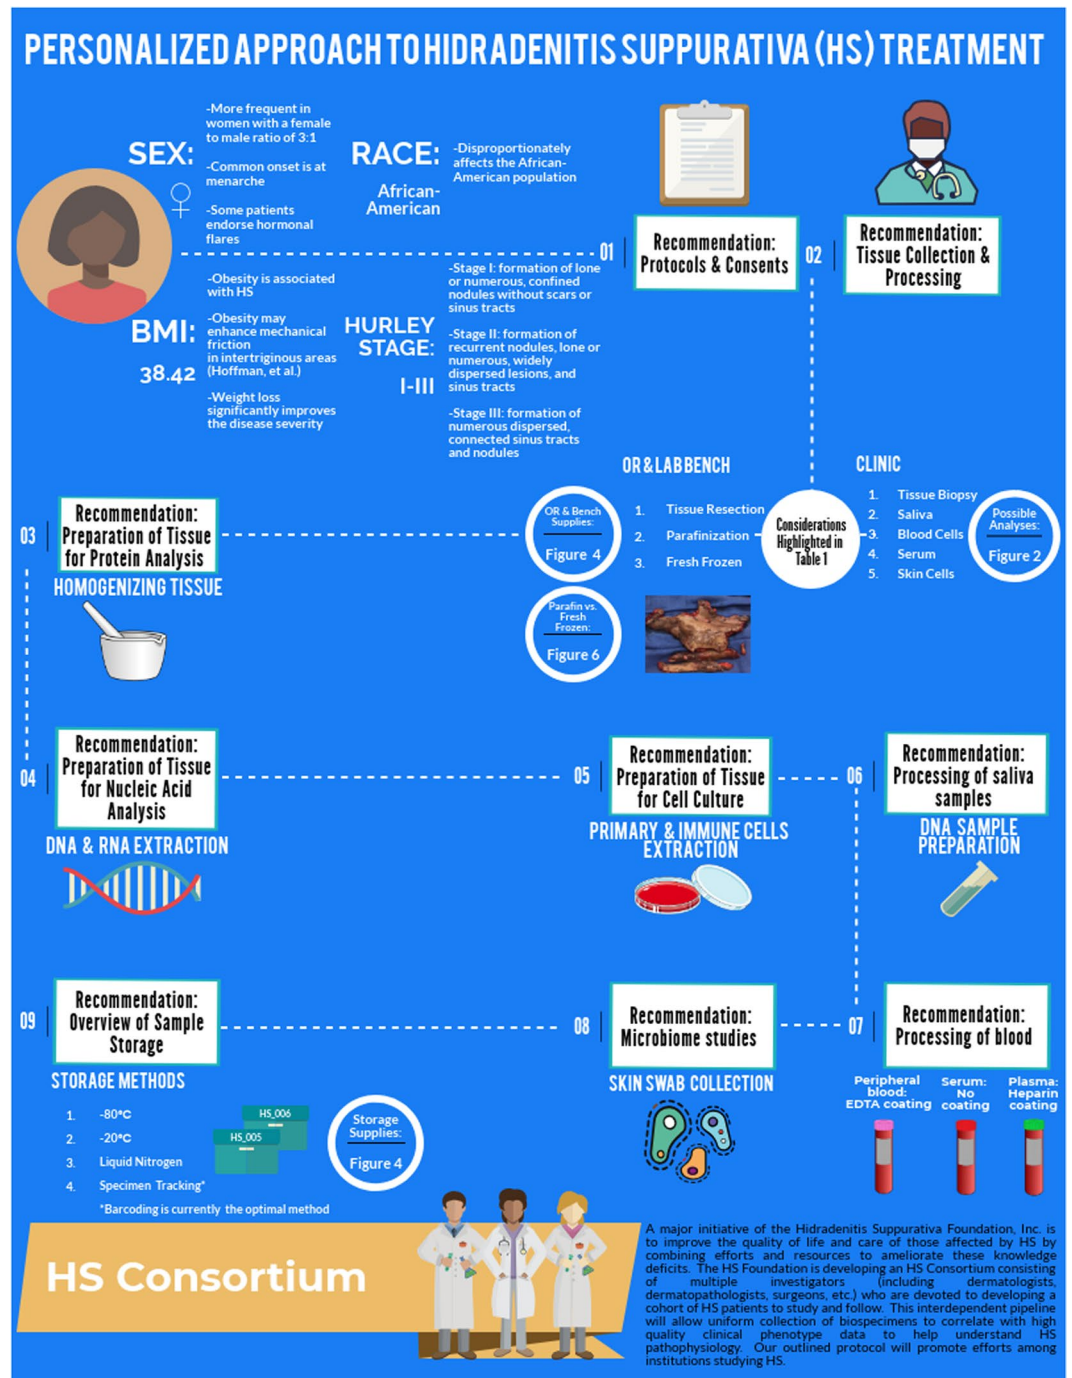 PERSONALIZED APPROACH TO HIDRADENITIS SUPPURATIVA (HS) TREATMENT
SEX:
-More frequent in
women with a female
to male ratio of 3:1
-Common onset is at
menarche
-Some patients
endorse hormonal
flares
RACE:
African-
American
-Disproportionately
affects the African-
American population
BMI:
38.42
-Obesity is associated
with HS
-Obesity may
enhance mechanical
friction
in intertriginous areas
(Hoffman, et al.)
-Weight loss
significantly improves
the disease severity
HURLEY
STAGE:
I-III
-Stage I: formation of lone
or numerous, confined
nodules without scars or
sinus tracts
-Stage II: formation of
recurrent nodules, lone or
numerous, widely
dispersed lesions, and
sinus tracts
-Stage III: formation of
numerous dispersed,
connected sinus tracts
and nodules
01
Recommendation:
Protocols & Consents
02
Recommendation:
Tissue Collection &
Processing
OR & LAB BENCH
1. Tissue Resection
2. Parafinization
3. Fresh Frozen
OR & Bench
Supplies:
Figure 4
Parafin vs.
Fresh
Frozen:
Figure 6
Considerations
Highlighted in
Table 1
CLINIC
1. Tissue Biopsy
2. Saliva
3. Blood Cells
4. Serum
5. Skin Cells
Possible
Analyses:
Figure 2
03
Recommendation:
Preparation of Tissue
for Protein Analysis
HOMOGENIZING TISSUE
04
Recommendation:
Preparation of Tissue
for Nucleic Acid
Analysis
DNA & RNA EXTRACTION
05
Recommendation:
Preparation of Tissue
for Cell Culture
PRIMARY & IMMUNE CELLS
EXTRACTION
06
Recommendation:
Processing of saliva
samples
DNA SAMPLE
PREPARATION
07
Recommendation:
Processing of blood
Peripheral
blood:
EDTA coating
Serum:
No
coating
Plasma:
Heparin
coating
08
Recommendation:
Microbiome studies
SKIN SWAB COLLECTION
09
Recommendation:
Overview of Sample
Storage
STORAGE METHODS
1. -80°C
2. -20°C
3. Liquid Nitrogen
4. Specimen Tracking*
*Barcoding is currently the optimal method
HS_006
HS_005
Storage
Supplies:
Figure 4
HS Consortium
A major initiative of the Hidradenitis Suppurativa Foundation, Inc. is
to improve the quality of life and care of those affected by HS by
combining efforts and resources to ameliorate these knowledge
deficits. The HS Foundation is developing an HS Consortium consisting
of multiple investigators (including dermatologists,
dermatopathologists, surgeons, etc.) who are devoted to developing a
cohort of HS patients to study and follow. This interdependent pipeline
will allow uniform collection of biospecimens to correlate with high
quality clinical phenotype data to help understand HS
pathophysiology. Our outlined protocol will promote efforts among
institutions studying HS.